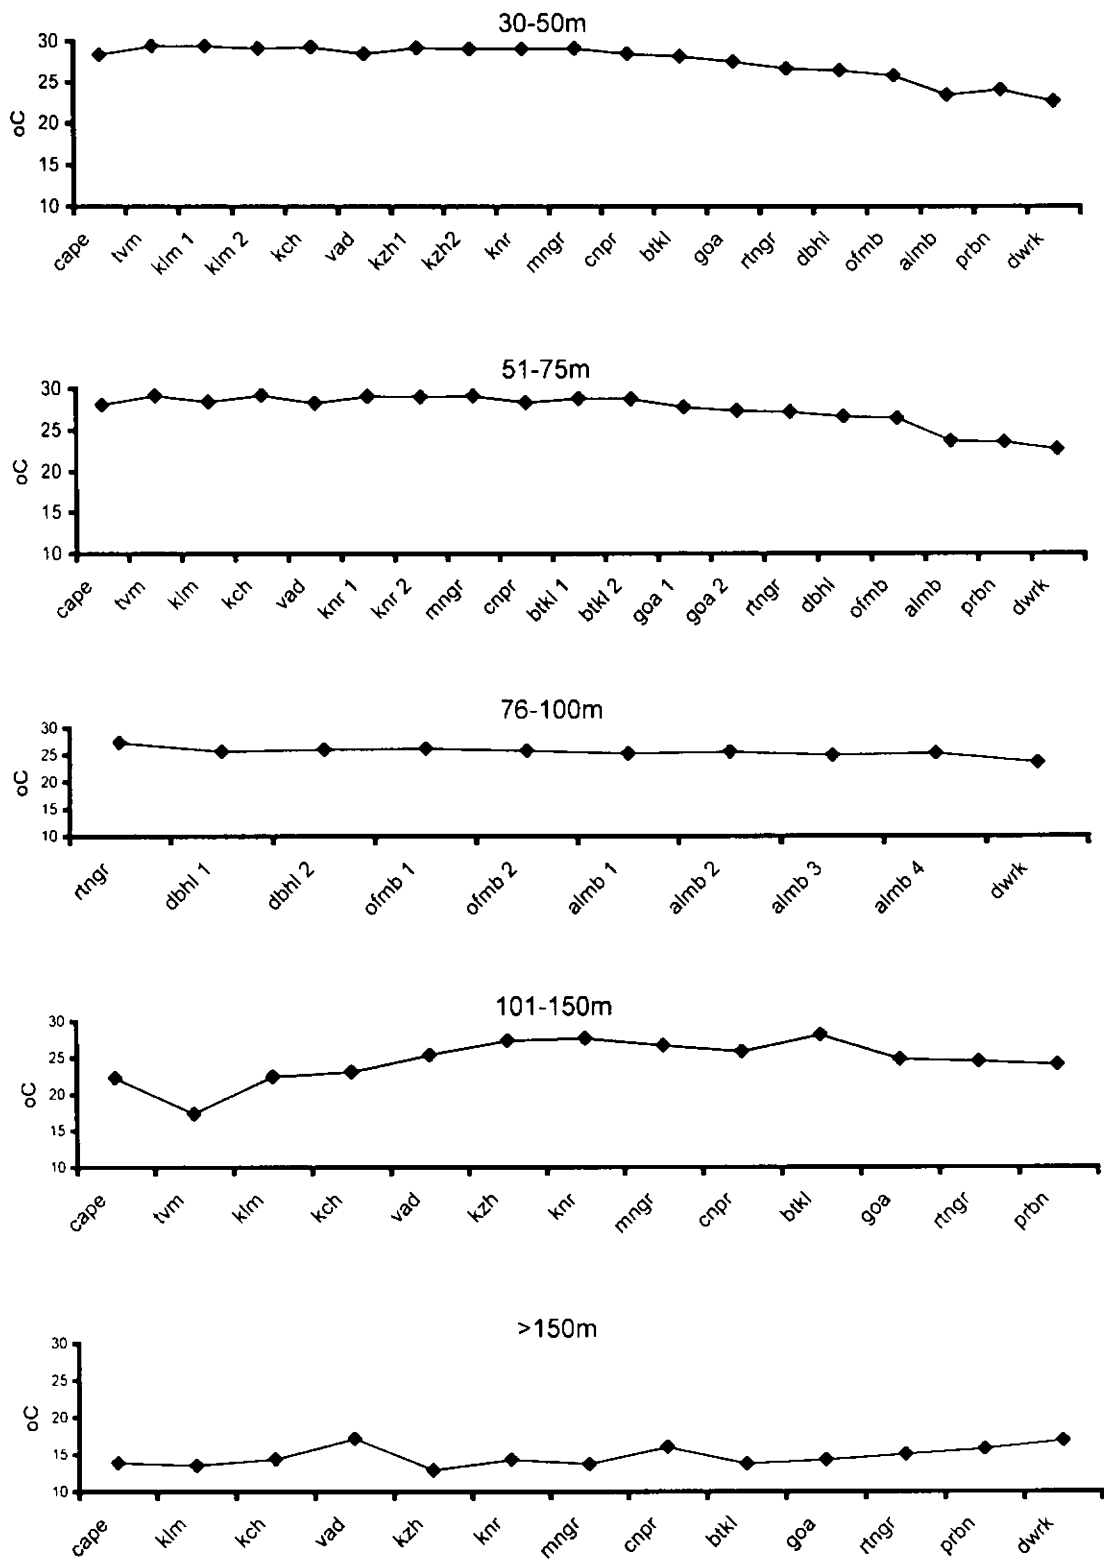 30-50m
30
25
20
15
10
oC
cape tvm klm 1 klm 2 kch vad kzh1 kzh2 knr mngr cnpr btkl goa rtngr dbhl ofmb almb prbn dwrk
51-75m
30
25
20
15
10
oC
cape tvm klm kch vad knr 1 knr 2 mngr cnpr btkl 1 btkl 2 goa 1 goa 2 rtngr dbhl ofmb almb prbn dwrk
76-100m
30
25
20
15
10
oC
rtngr dbhl 1 dbhl 2 ofmb 1 ofmb 2 almb 1 almb 2 almb 3 almb 4 dwrk
101-150m
30
25
20
15
10
oC
cape tvm klm kch vad kzh knr mngr cnpr btkl goa rtngr prbn
>150m
30
25
20
15
10
oC
cape klm kch vad kzh knr mngr cnpr btkl goa rtngr prbn dwrk